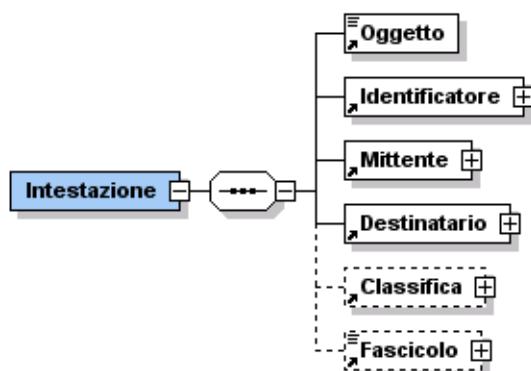 Oggetto
Identificatore
Mittente
Intestazione
Destinatario
Classifica
Fascicolo